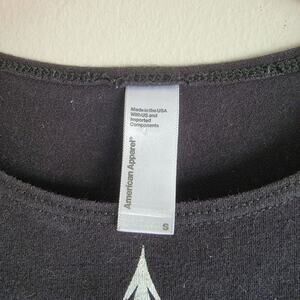 Made in the USA
With US and
Imported
Components
American Apparel®
S